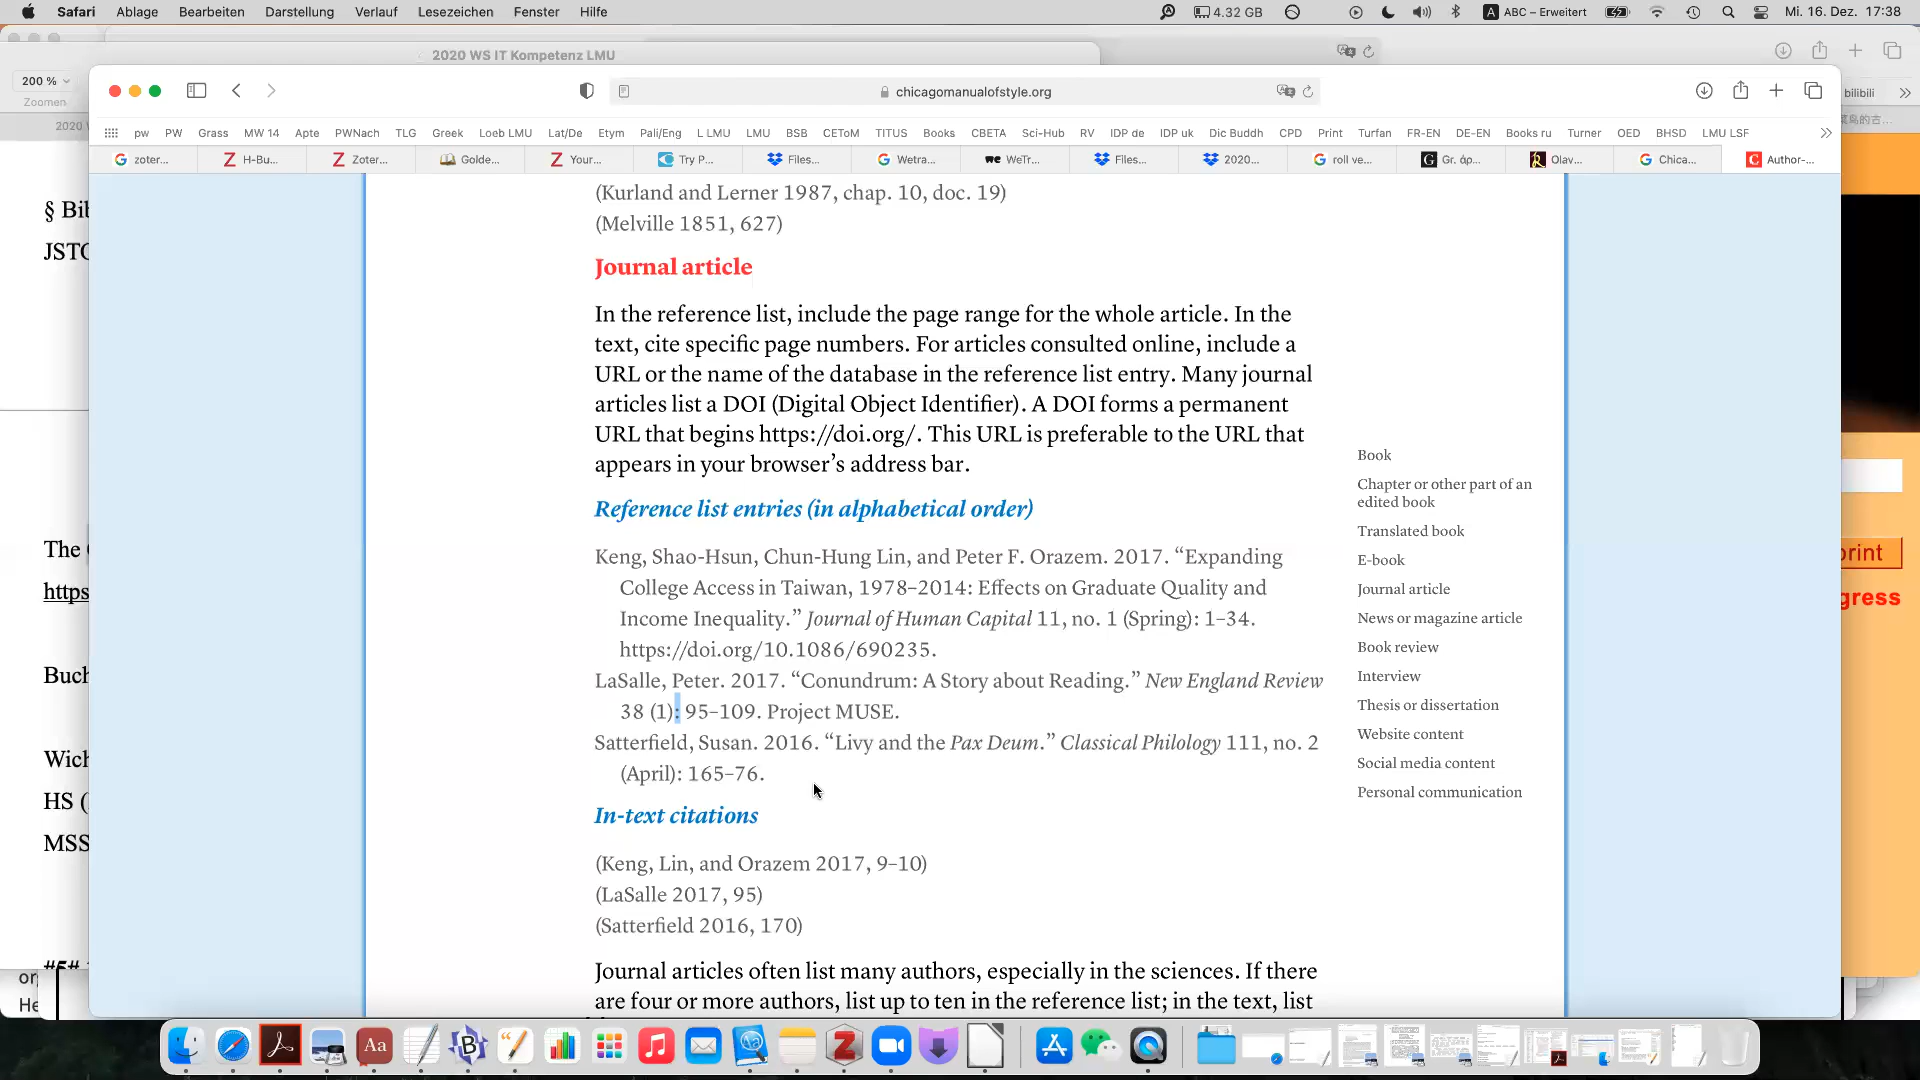 Safari Ablage Bearbeiten Darstellung Verlauf Lesezeichen Fenster Hilfe 4.32 GB A ABC – Erweitert Mi. 16. Dez. 17:38
2020 WS IT Kompetenz LMU
200 %
Zoomen
chicagomanualofstyle.org
bilibili
pw PW Grass MW 14 Apte PWNach TLG Greek Loeb LMU Lat/De Etym Pali/Eng L LMU LMU BSB CEToM TITUS Books CBETA Sci-Hub RV IDP de IDP uk Dic Buddh CPD Print Turfan FR-EN DE-EN Books ru Turner OED BHSD LMU LSF
zoter... H-Bu... Zoter... Golde... Your... Try P... Files... Wetra... WeTr... Files... 2020... roll ve... Gr. áp... Olav... Chica... Author-...
§ Bib
JSTO
The
https
Buch
Wich
HS (
MSS
print
gress
(Kurland and Lerner 1987, chap. 10, doc. 19)
(Melville 1851, 627)
Journal article
In the reference list, include the page range for the whole article. In the
text, cite specific page numbers. For articles consulted online, include a
URL or the name of the database in the reference list entry. Many journal
articles list a DOI (Digital Object Identifier). A DOI forms a permanent
URL that begins https://doi.org/. This URL is preferable to the URL that
appears in your browser’s address bar.
Reference list entries (in alphabetical order)
Keng, Shao-Hsun, Chun-Hung Lin, and Peter F. Orazem. 2017. “Expanding
College Access in Taiwan, 1978–2014: Effects on Graduate Quality and
Income Inequality.” Journal of Human Capital 11, no. 1 (Spring): 1–34.
https://doi.org/10.1086/690235.
LaSalle, Peter. 2017. “Conundrum: A Story about Reading.” New England Review
38 (1): 95–109. Project MUSE.
Satterfield, Susan. 2016. “Livy and the Pax Deum.” Classical Philology 111, no. 2
(April): 165–76.
In-text citations
(Keng, Lin, and Orazem 2017, 9–10)
(LaSalle 2017, 95)
(Satterfield 2016, 170)
Journal articles often list many authors, especially in the sciences. If there
are four or more authors, list up to ten in the reference list; in the text, list
Book
Chapter or other part of an
edited book
Translated book
E-book
Journal article
News or magazine article
Book review
Interview
Thesis or dissertation
Website content
Social media content
Personal communication
Aa